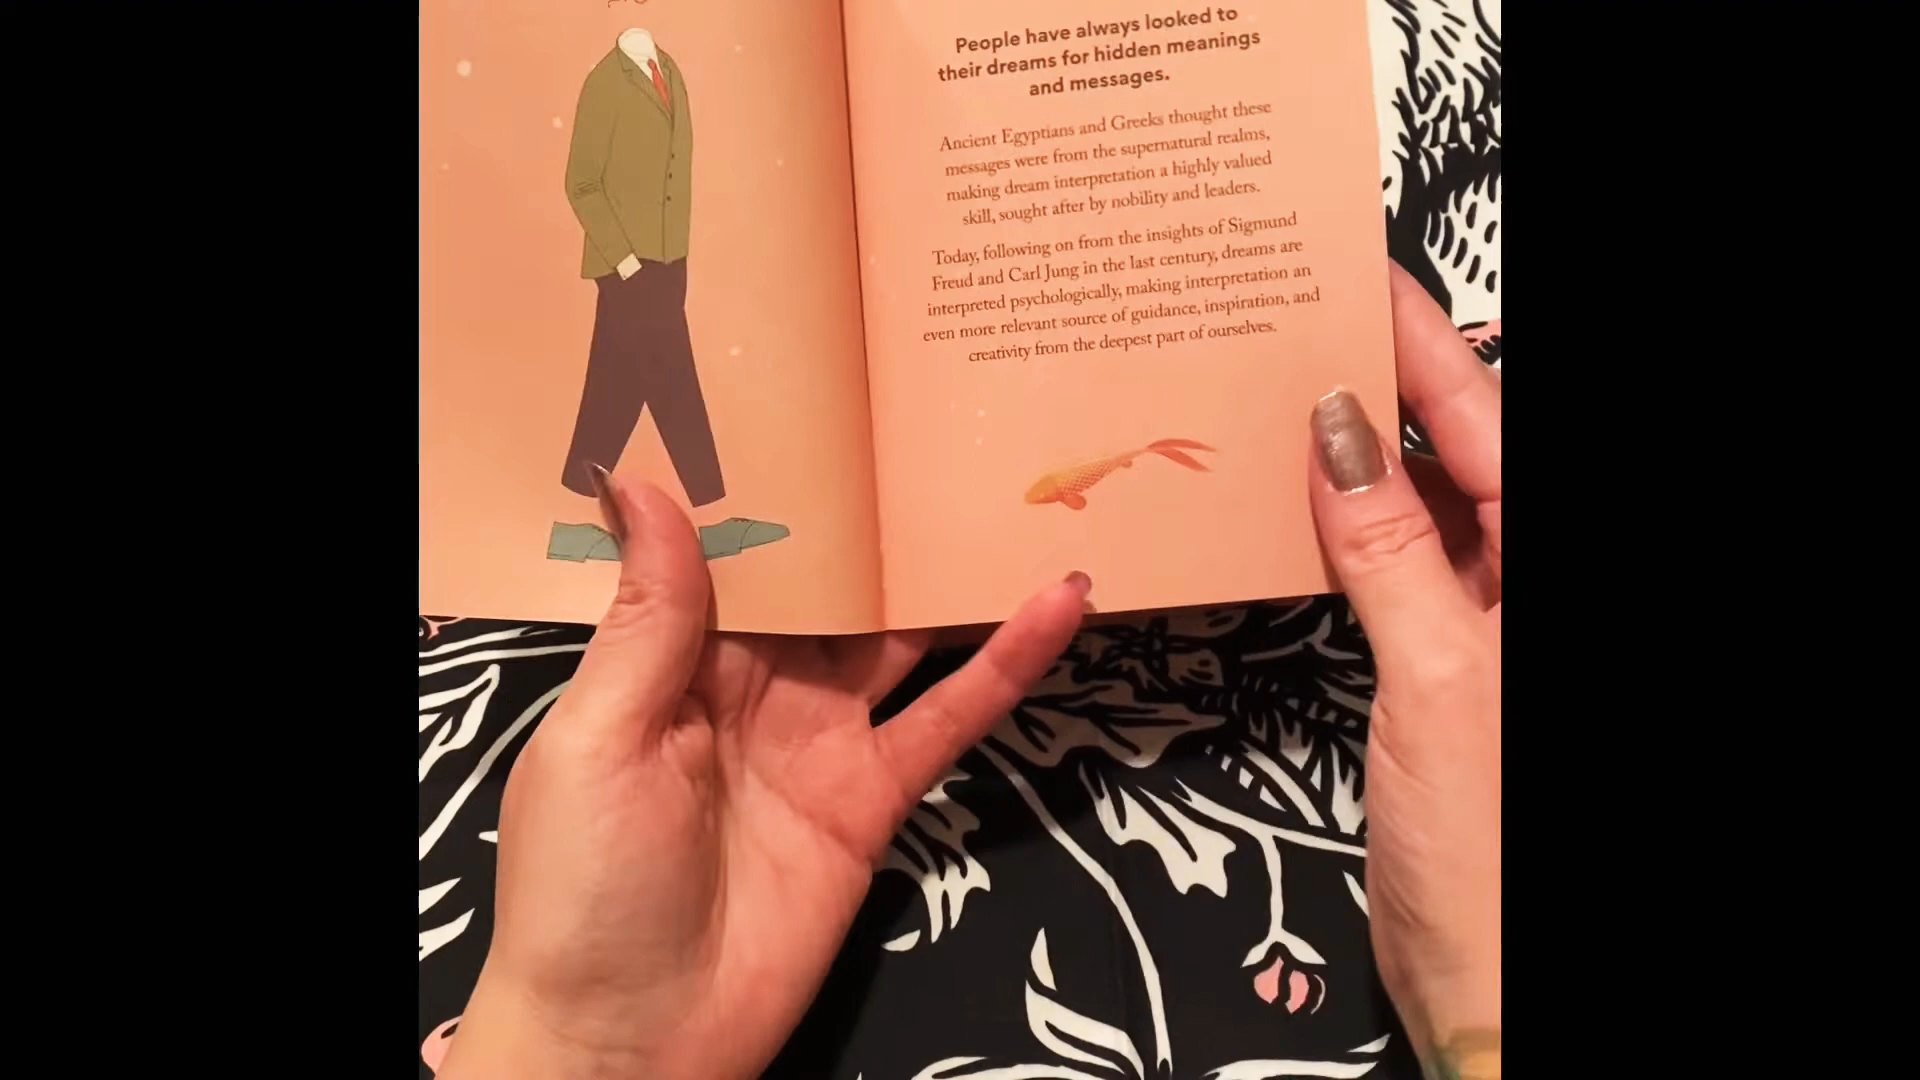 People have always looked to
their dreams for hidden meanings
and messages.
Ancient Egyptians and Greeks thought these
messages were from the supernatural realms,
making dream interpretation a highly valued
skill, sought after by nobility and leaders.
Today, following on from the insights of Sigmund
Freud and Carl Jung in the last century, dreams are
interpreted psychologically, making interpretation an
even more relevant source of guidance, inspiration, and
creativity from the deepest part of ourselves.